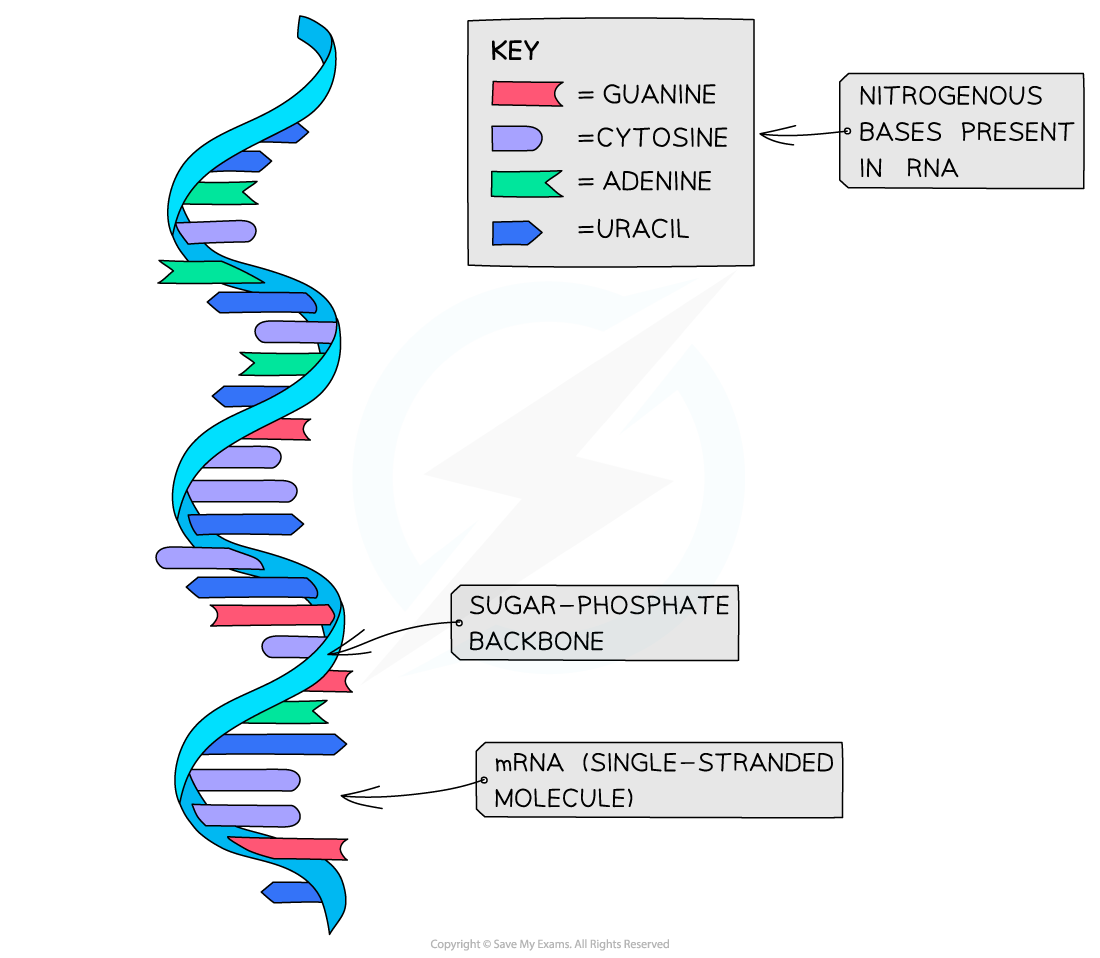 KEY
= GUANINE
=CYTOSINE
= ADENINE
=URACIL
NITROGENOUS
BASES PRESENT
IN RNA
SUGAR-PHOSPHATE
BACKBONE
mRNA (SINGLE-STRANDED
MOLECULE)
Copyright © Save My Exams. All Rights Reserved